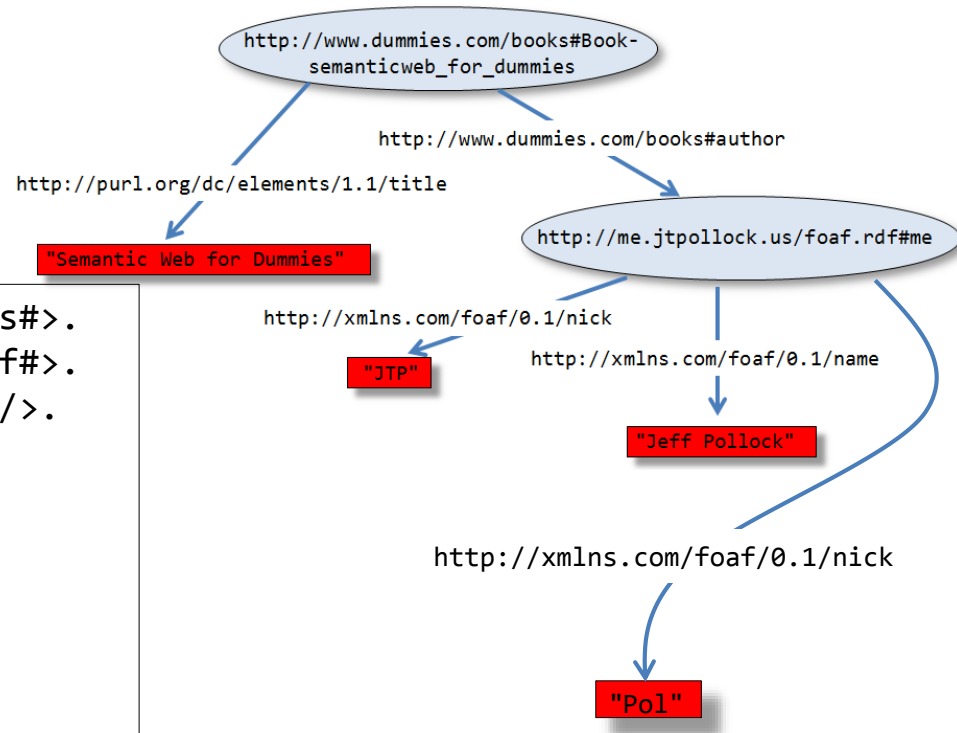 http://www.dummies.com/books#Book-
semanticweb_for_dummies
http://www.dummies.com/books#author
http://purl.org/dc/elements/1.1/title
http://me.jtpollock.us/foaf.rdf#me
"Semantic Web for Dummies"
s#>.
f#>.
/>.
http://xmlns.com/foaf/0.1/nick
http://xmlns.com/foaf/0.1/name
"JTP"
"Jeff Pollock"
http://xmlns.com/foaf/0.1/nick
"Pol"